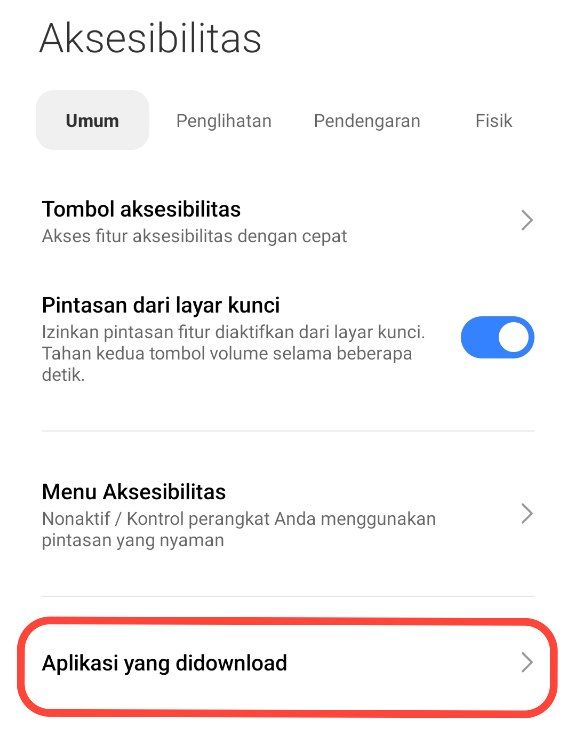 Aksesibilitas
Umum Penglihatan Pendengaran Fisik
Tombol aksesibilitas
Akses fitur aksesibilitas dengan cepat
Pintasan dari layar kunci
Izinkan pintasan fitur diaktifkan dari layar kunci.
Tahan kedua tombol volume selama beberapa
detik.
Menu Aksesibilitas
Nonaktif / Kontrol perangkat Anda menggunakan
pintasan yang nyaman
Aplikasi yang didownload